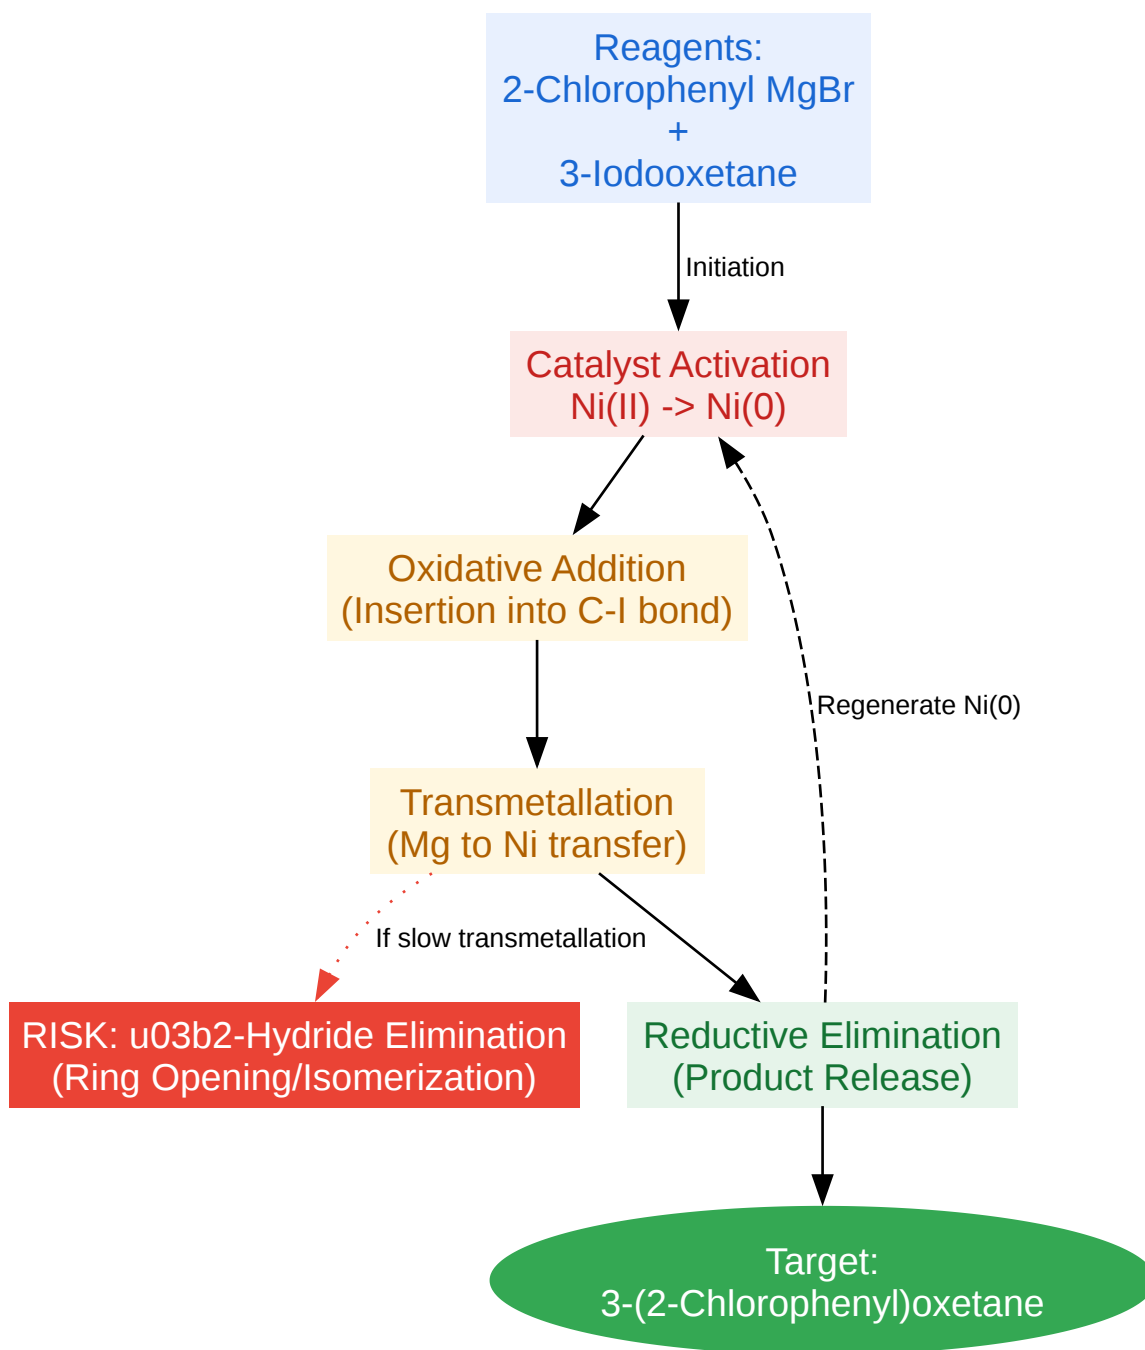 Reagents:
2-Chlorophenyl MgBr
+
3-Iodooxetane
Initiation
Catalyst Activation
Ni(II) -> Ni(0)
Oxidative Addition
(Insertion into C-I bond)
Regenerate Ni(0)
Transmetallation
(Mg to Ni transfer)
If slow transmetallation
RISK: u03b2-Hydride Elimination
(Ring Opening/Isomerization)
Reductive Elimination
(Product Release)
Target:
3-(2-Chlorophenyl)oxetane